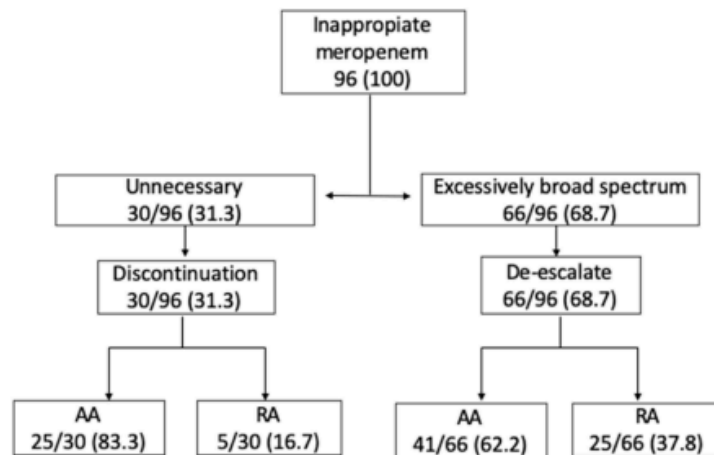 Inappropiate
meropenem
96 (100)
Unnecessary
30/96 (31.3)
Excessively broad spectrum
66/96 (68.7)
Discontinuation
30/96 (31.3)
De-escalate
66/96 (68.7)
AA
25/30 (83.3)
RA
5/30 (16.7)
AA
41/66 (62.2)
RA
25/66 (37.8)